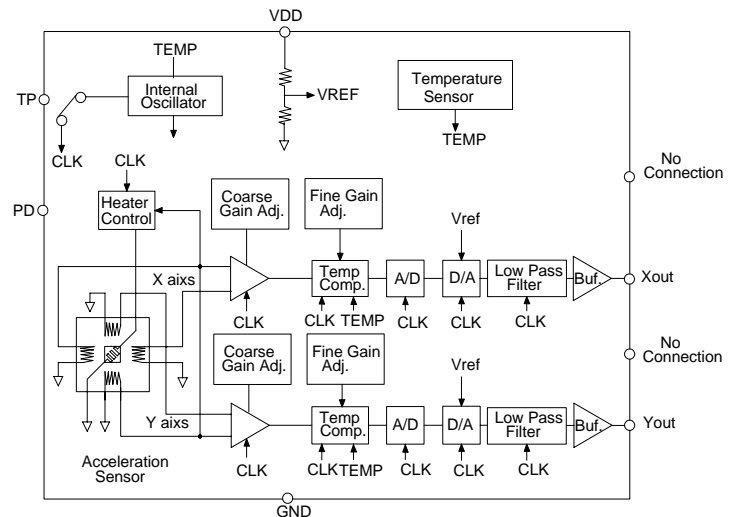 VDD
TEMP
Internal
Oscillator
VREF
Temperature
Sensor
TEMP
TP
CLK
CLK
No
Connection
PD
Heater
Control
Coarse
Gain Adj.
Fine Gain
Adj.
Vref
X aixs
Temp
Comp.
A/D
D/A
Low Pass
Filter
Buf.
Xout
CLK
CLK
TEMP
CLK
CLK
CLK
No
Connection
Coarse
Gain Adj.
Fine Gain
Adj.
Vref
Y aixs
Temp
Comp.
A/D
D/A
Low Pass
Filter
Buf.
Yout
CLK
CLK
TEMP
CLK
CLK
CLK
Acceleration
Sensor
GND